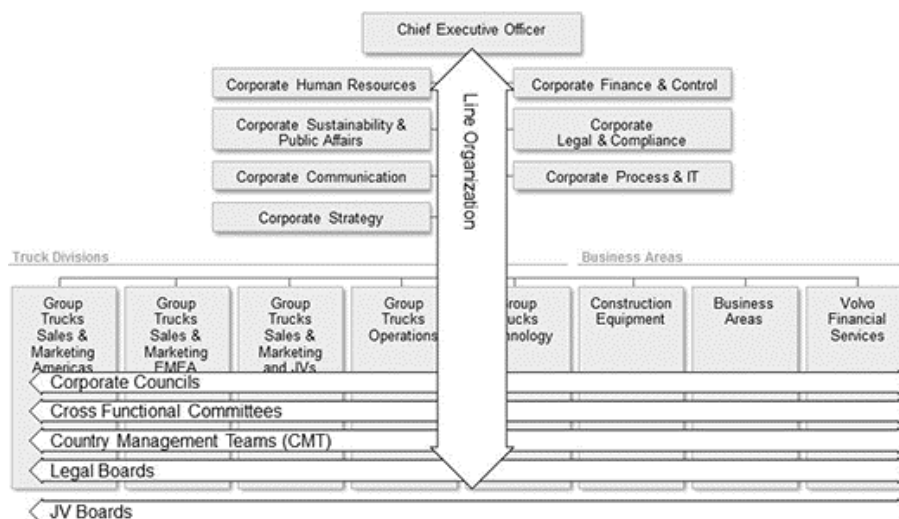 Chief Executive Officer
Corporate Human Resources
Corporate Finance & Control
Corporate Sustainability &
Public Affairs
Corporate
Legal & Compliance
Corporate Communication
Corporate Process & IT
Corporate Strategy
Line Organization
Truck Divisions
Business Areas
Group
Trucks
Sales &
Marketing
Americas
Group
Trucks
Sales &
Marketing
EMEA
Group
Trucks
Sales &
Marketing
and JVs
Group
Trucks
Operations
Group
Trucks
Technology
Construction
Equipment
Business
Areas
Volvo
Financial
Services
Corporate Councils
Cross Functional Committees
Country Management Teams (CMT)
Legal Boards
JV Boards